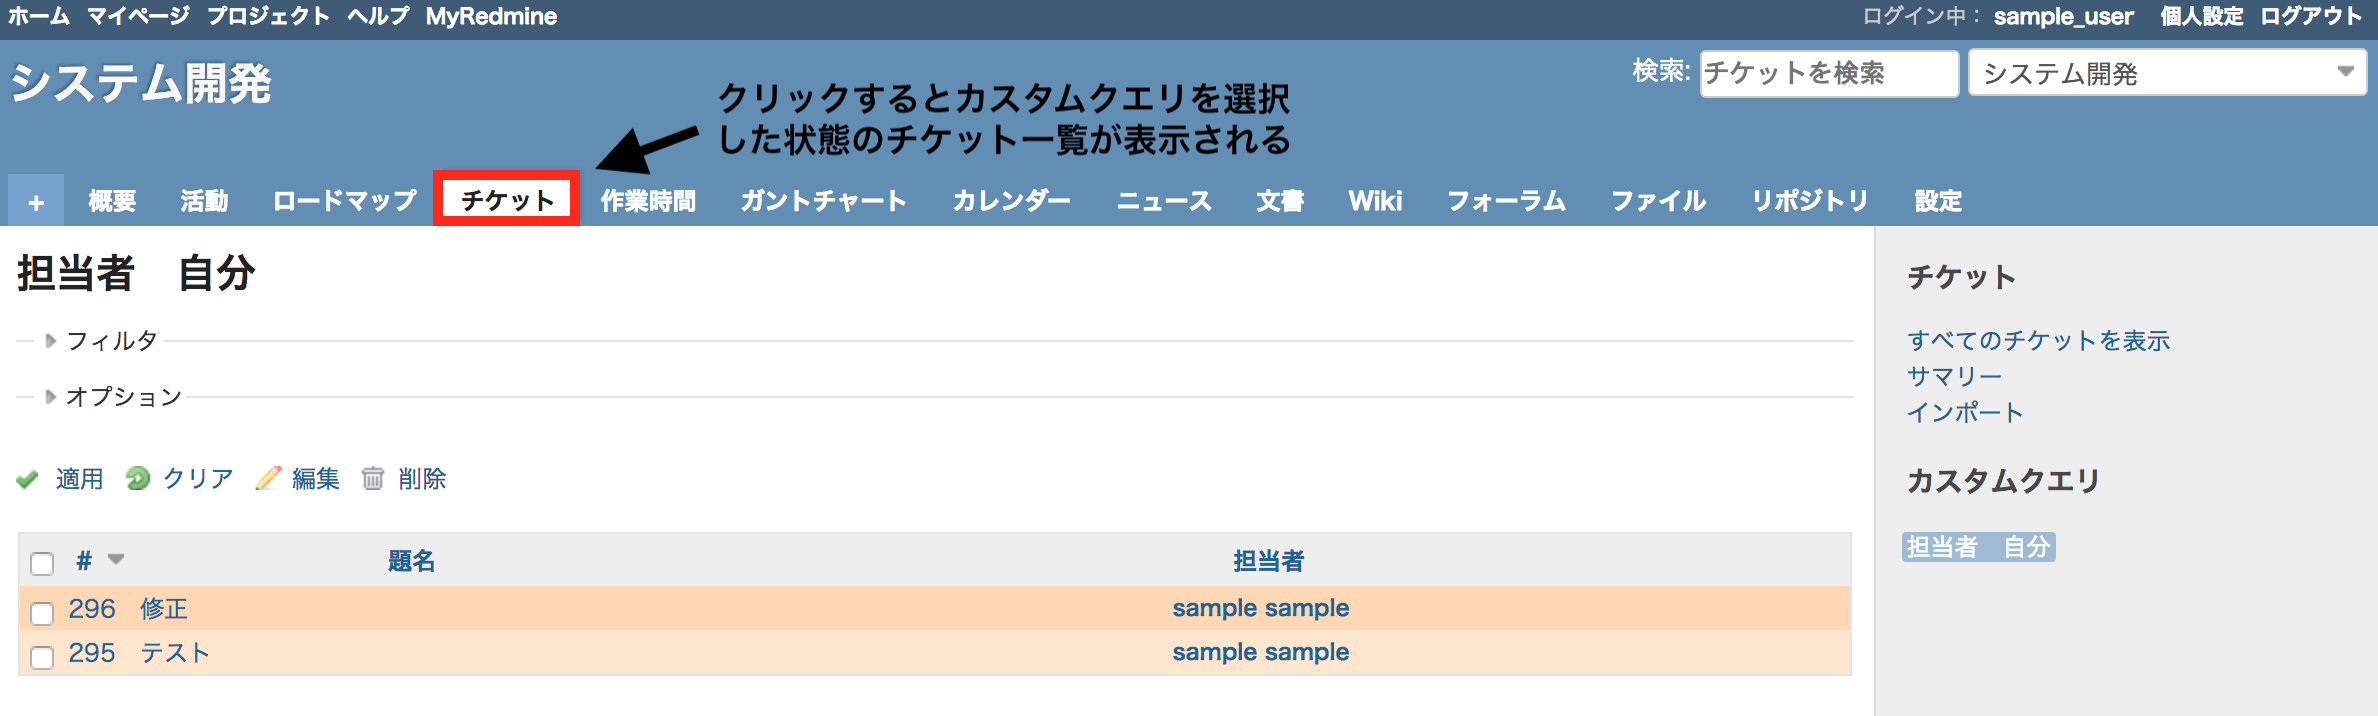 ホーム マイページ プロジェクト ヘルプ MyRedmine ログイン中： sample_user 個人設定 ログアウト
システム開発 検索: チケットを検索 システム開発
クリックするとカスタムクエリを選択
した状態のチケット一覧が表示される
+ 概要 活動 ロードマップ チケット 作業時間 ガントチャート カレンダー ニュース 文書 Wiki フォーラム ファイル リポジトリ 設定
担当者　自分
フィルタ
オプション
適用 クリア 編集 削除
# 題名 担当者
296 修正 sample sample
295 テスト sample sample
チケット
すべてのチケットを表示
サマリー
インポート
カスタムクエリ
担当者　自分